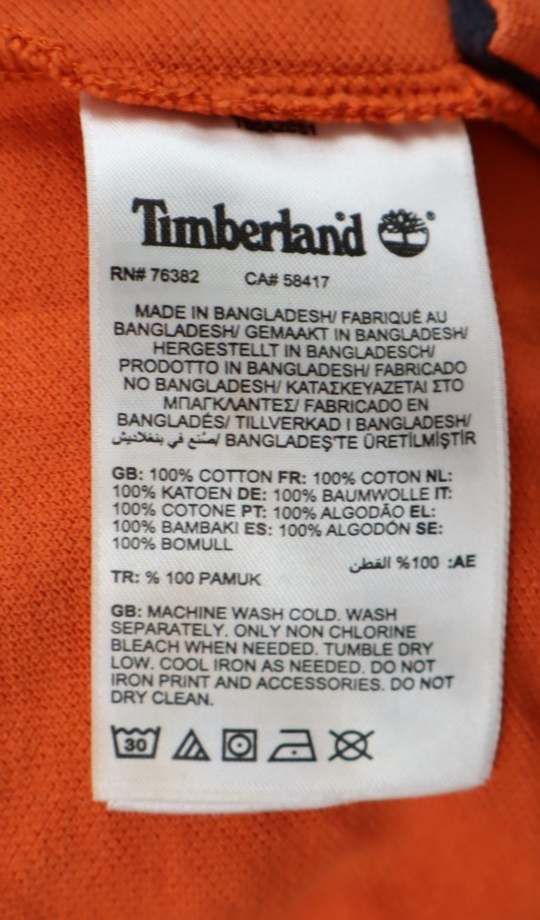 Timberland
RN# 76382 CA# 58417
MADE IN BANGLADESH/ FABRIQUÉ AU
BANGLADESH/ GEMAAKT IN BANGLADESH/
HERGESTELLT IN BANGLADESCH/
PRODOTTO IN BANGLADESH/ FABRICADO
NO BANGLADESH/ ΚΑΤΑΣΚΕΥΑΖΕΤΑΙ ΣΤΟ
ΜΠΑΓΚΛΑΝΤΕΣ/ FABRICADO EN
BANGLADÉS/ TILLVERKAD I BANGLADESH/
صُنع في بنغلاديش/ BANGLADEŞ'TE ÜRETİLMİŞTİR
GB: 100% COTTON FR: 100% COTON NL:
100% KATOEN DE: 100% BAUMWOLLE IT:
100% COTONE PT: 100% ALGODÃO EL:
100% BAMBAKI ES: 100% ALGODÓN SE:
100% BOMULL
AE: 100% القطن
TR: % 100 PAMUK
GB: MACHINE WASH COLD. WASH
SEPARATELY. ONLY NON CHLORINE
BLEACH WHEN NEEDED. TUMBLE DRY
LOW. COOL IRON AS NEEDED. DO NOT
IRON PRINT AND ACCESSORIES. DO NOT
DRY CLEAN.
30